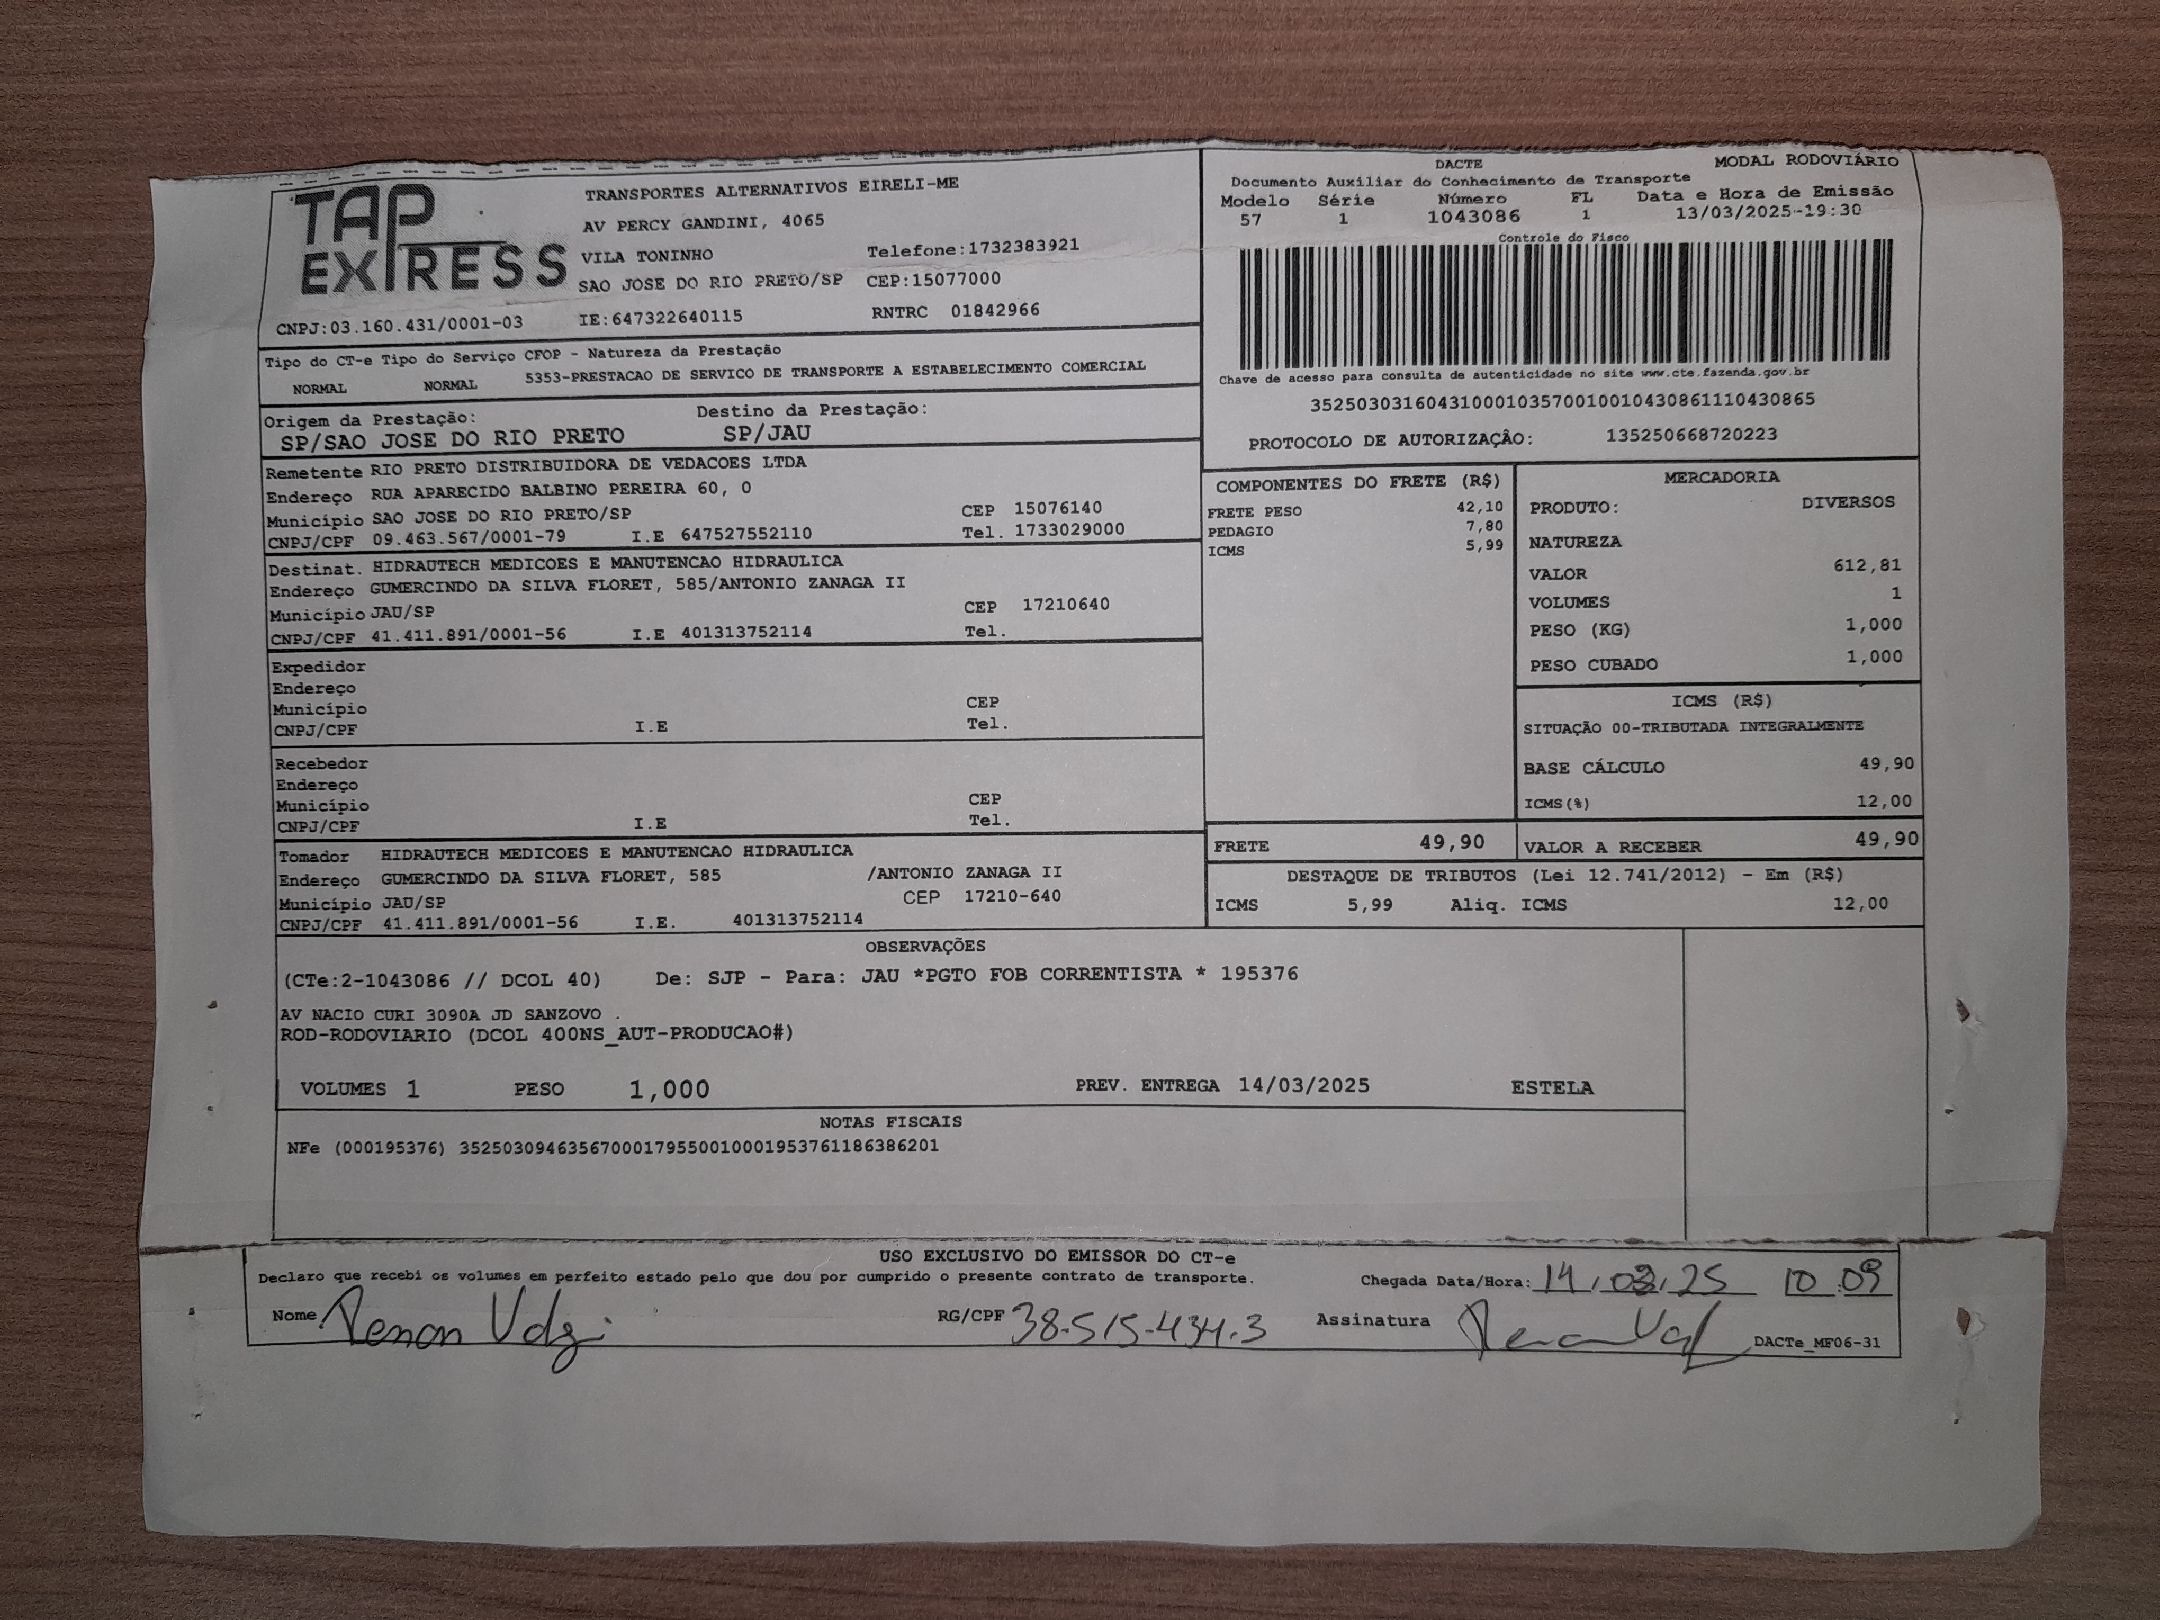 TAP EXPRESS
TRANSPORTES ALTERNATIVOS EIRELI-ME
AV PERCY GANDINI, 4065
VILA TONINHO Telefone:1732383921
SAO JOSE DO RIO PRETO/SP CEP:15077000
CNPJ:03.160.431/0001-03 IE:647322640115 RNTRC 01842966
DACTE MODAL RODOVIÁRIO
Documento Auxiliar do Conhecimento de Transporte
Modelo Série Número FL Data e Hora de Emissão
57 1 1043086 1 13/03/2025-19:30
Controle do Fisco
Chave de acesso para consulta de autenticidade no site www.cte.fazenda.gov.br
35250303160431000103570010010430861110430865
PROTOCOLO DE AUTORIZAÇÃO: 135250668720223
Tipo do CT-e Tipo do Serviço CFOP - Natureza da Prestação
NORMAL NORMAL 5353-PRESTACAO DE SERVICO DE TRANSPORTE A ESTABELECIMENTO COMERCIAL
Origem da Prestação: Destino da Prestação:
SP/SAO JOSE DO RIO PRETO SP/JAU
Remetente RIO PRETO DISTRIBUIDORA DE VEDACOES LTDA
Endereço RUA APARECIDO BALBINO PEREIRA 60, 0
Município SAO JOSE DO RIO PRETO/SP CEP 15076140
CNPJ/CPF 09.463.567/0001-79 I.E 647527552110 Tel. 1733029000
Destinat. HIDRAUTECH MEDICOES E MANUTENCAO HIDRAULICA
Endereço GUMERCINDO DA SILVA FLORET, 585/ANTONIO ZANAGA II
Município JAU/SP CEP 17210640
CNPJ/CPF 41.411.891/0001-56 I.E 401313752114 Tel.
Expedidor
Endereço
Município CEP
CNPJ/CPF I.E Tel.
Recebedor
Endereço
Município CEP
CNPJ/CPF I.E Tel.
Tomador HIDRAUTECH MEDICOES E MANUTENCAO HIDRAULICA
Endereço GUMERCINDO DA SILVA FLORET, 585 /ANTONIO ZANAGA II
Município JAU/SP CEP 17210-640
CNPJ/CPF 41.411.891/0001-56 I.E. 401313752114
COMPONENTES DO FRETE (R$)
FRETE PESO 42,10
PEDAGIO 7,80
ICMS 5,99
MERCADORIA
PRODUTO: DIVERSOS
NATUREZA
VALOR 612,81
VOLUMES 1
PESO (KG) 1,000
PESO CUBADO 1,000
ICMS (R$)
SITUAÇÃO 00-TRIBUTADA INTEGRALMENTE
BASE CÁLCULO 49,90
ICMS(%) 12,00
FRETE 49,90 VALOR A RECEBER 49,90
DESTAQUE DE TRIBUTOS (Lei 12.741/2012) - Em (R$)
ICMS 5,99 Aliq. ICMS 12,00
OBSERVAÇÕES
(CTe:2-1043086 // DCOL 40) De: SJP - Para: JAU *PGTO FOB CORRENTISTA * 195376
AV NACIO CURI 3090A JD SANZOVO .
ROD-RODOVIARIO (DCOL 400NS_AUT-PRODUCAO#)
VOLUMES 1 PESO 1,000 PREV. ENTREGA 14/03/2025 ESTELA
NOTAS FISCAIS
NFe (000195376) 35250309463567000179550010001953761186386201
USO EXCLUSIVO DO EMISSOR DO CT-e
Declaro que recebi os volumes em perfeito estado pelo que dou por cumprido o presente contrato de transporte. Chegada Data/Hora: 14/03/25 10 09
Nome RG/CPF 38.515.434.3 Assinatura
DACTe_MF06-31